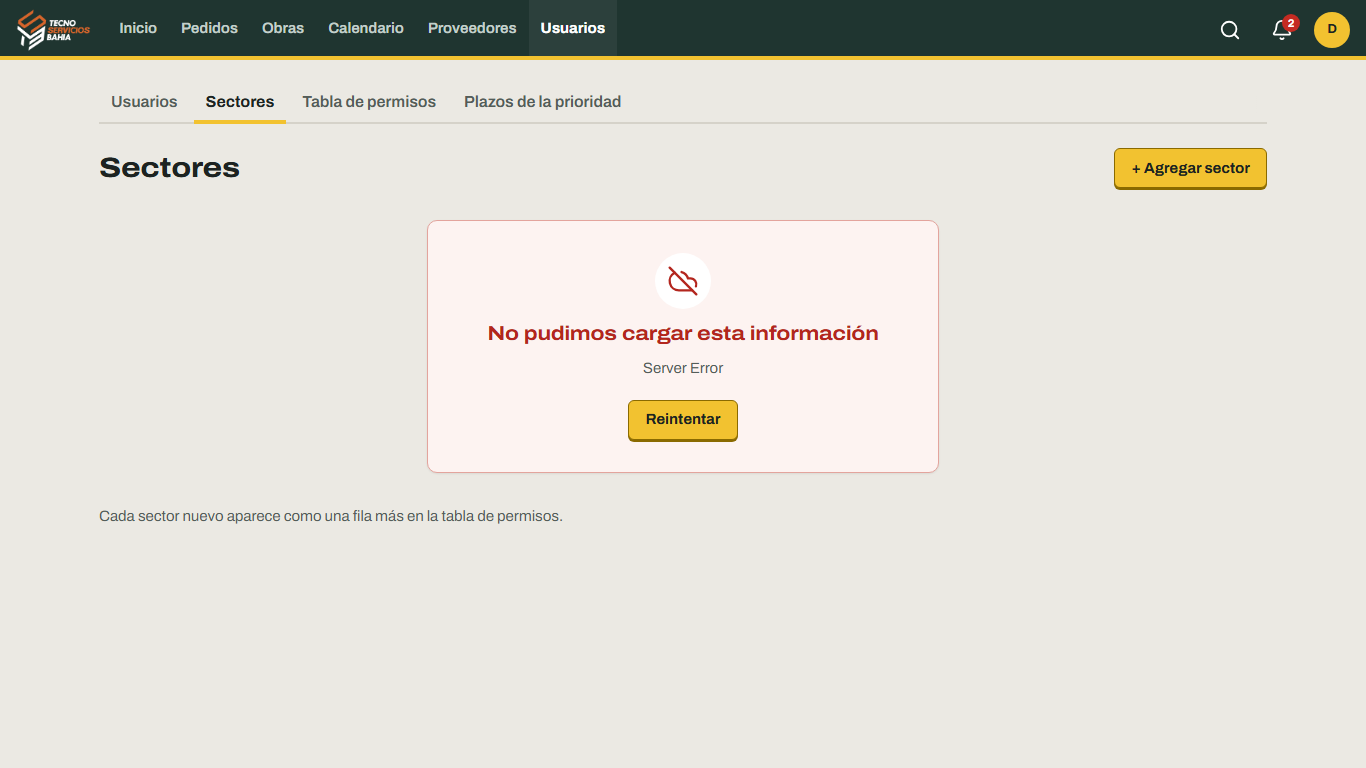 TECNO
SERVICIOS
BAHIA
Inicio
Pedidos
Obras
Calendario
Proveedores
Usuarios
2
D
Usuarios
Sectores
Tabla de permisos
Plazos de la prioridad
Sectores
+ Agregar sector
No pudimos cargar esta información
Server Error
Reintentar
Cada sector nuevo aparece como una fila más en la tabla de permisos.